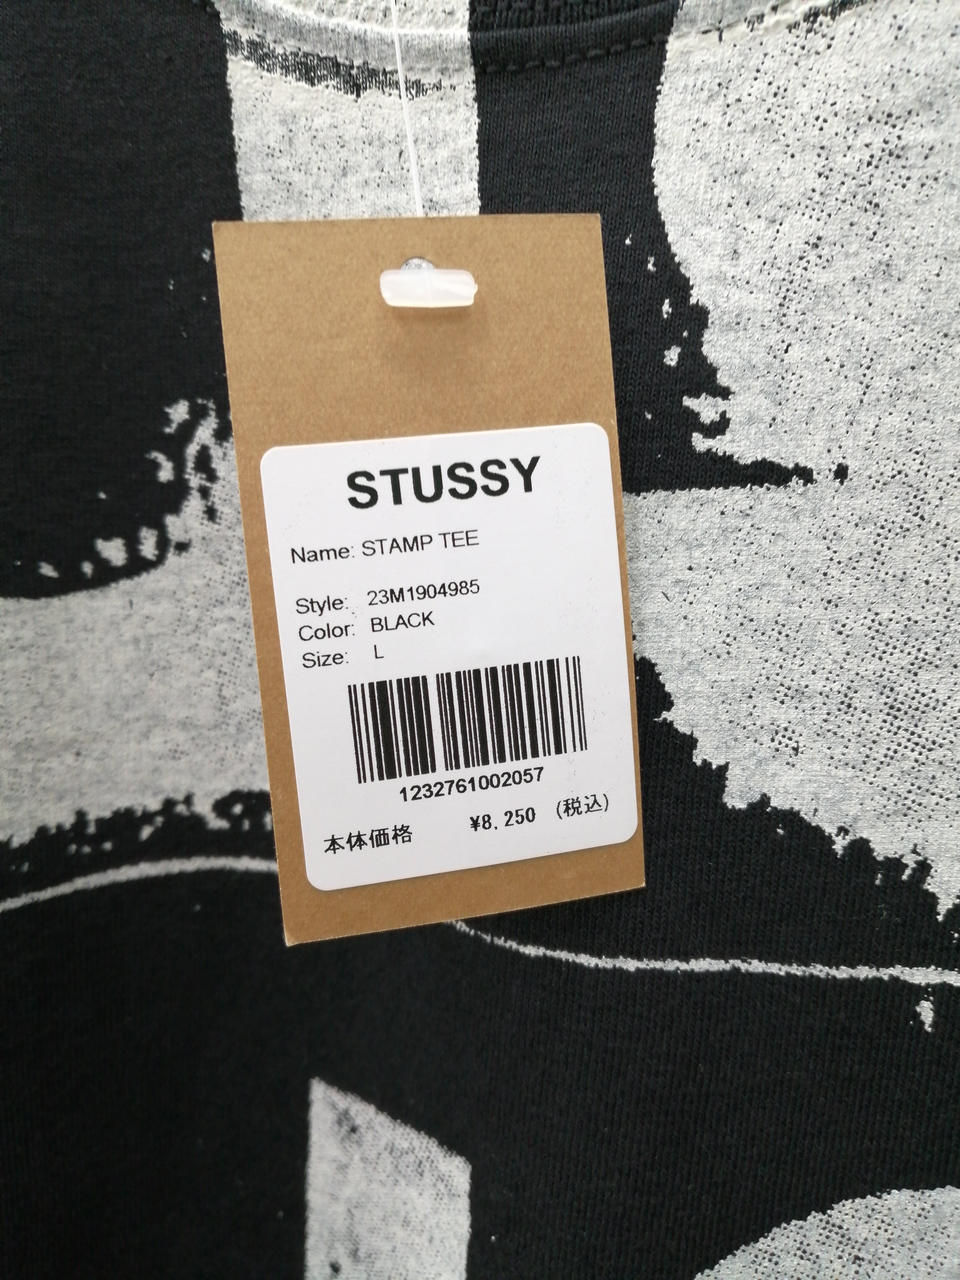 STUSSY
Name: STAMP TEE
Style: 23M1904985
Color: BLACK
Size: L
1232761002057
本体価格 ¥8,250 (税込)